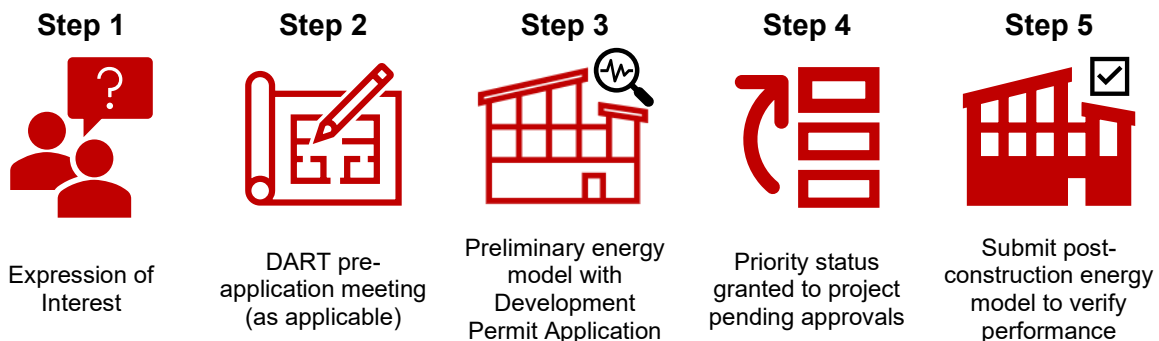 Step 1
Step 2
Step 3
Step 4
Step 5
?
Expression of
Interest
DART pre-
application meeting
(as applicable)
Preliminary energy
model with
Development
Permit Application
Priority status
granted to project
pending approvals
Submit post-
construction energy
model to verify
performance